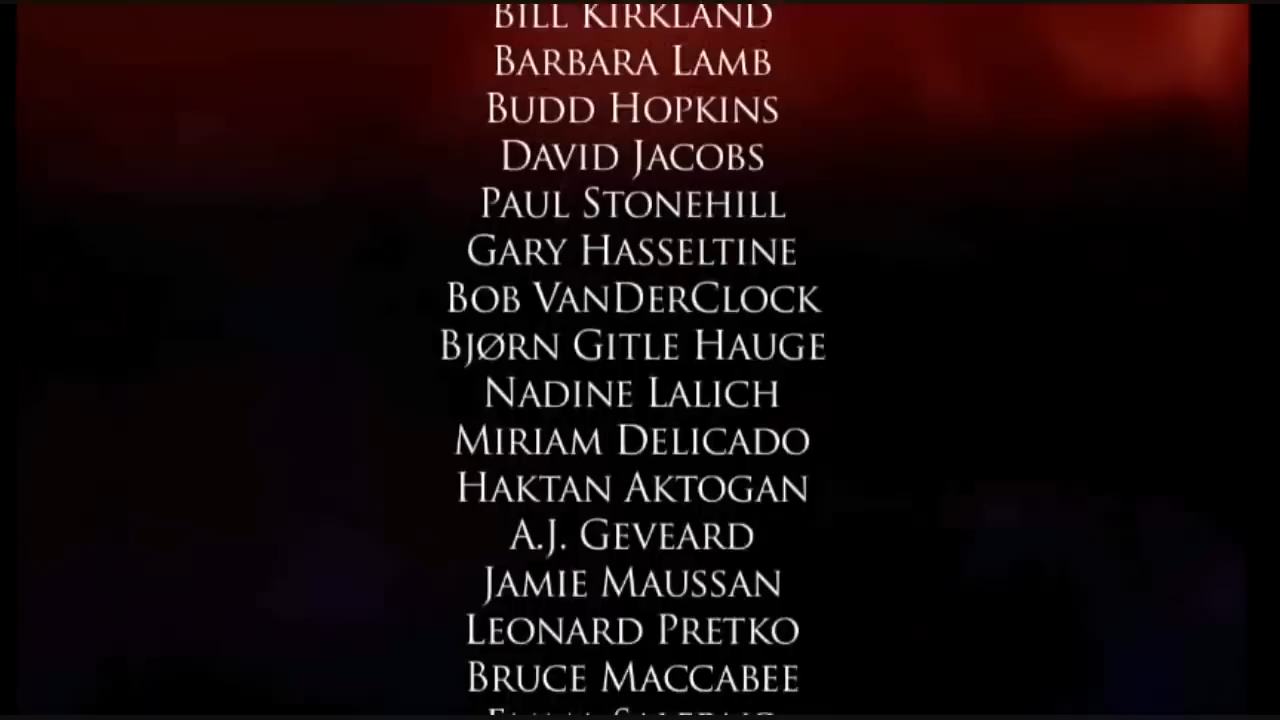 BILL KIRKLAND
BARBARA LAMB
BUDD HOPKINS
DAVID JACOBS
PAUL STONEHILL
GARY HASSELTINE
BOB VANDERCLOCK
BJØRN GITLE HAUGE
NADINE LALICH
MIRIAM DELICADO
HAKTAN AKTOGAN
A.J. GEVEARD
JAMIE MAUSSAN
LEONARD PRETKO
BRUCE MACCABEE